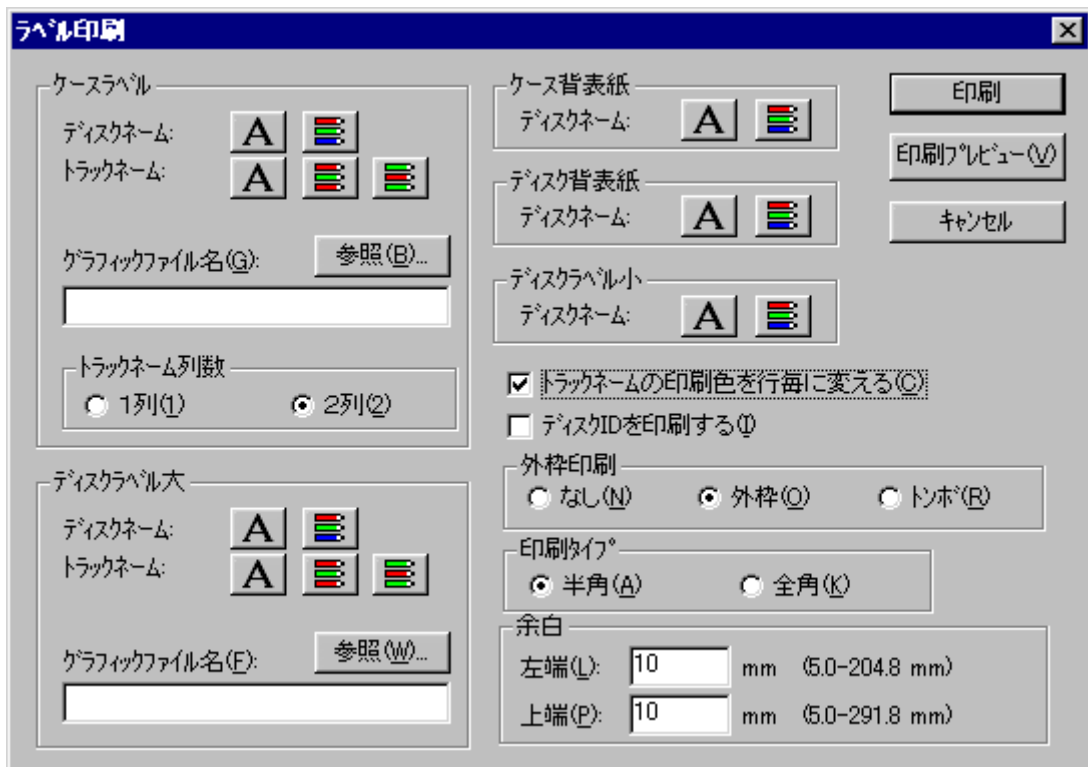 ラベル印刷
ケースラベル
ディスクネーム:
A
トラックネーム:
A
グラフィックファイル名(G):
参照(B)...
トラックネーム列数
1列(1)
2列(2)
ディスクラベル大
ディスクネーム:
A
トラックネーム:
A
グラフィックファイル名(F):
参照(W)...
ケース背表紙
ディスクネーム:
A
ディスク背表紙
ディスクネーム:
A
ディスクラベル小
ディスクネーム:
A
トラックネームの印刷色を行毎に変える(C)
ディスクIDを印刷する(I)
外枠印刷
なし(N)
外枠(O)
トンボ(R)
印刷タイプ
半角(A)
全角(K)
余白
左端(L): 10 mm (5.0-204.8 mm)
上端(P): 10 mm (5.0-291.8 mm)
印刷
印刷プレビュー(V)
キャンセル